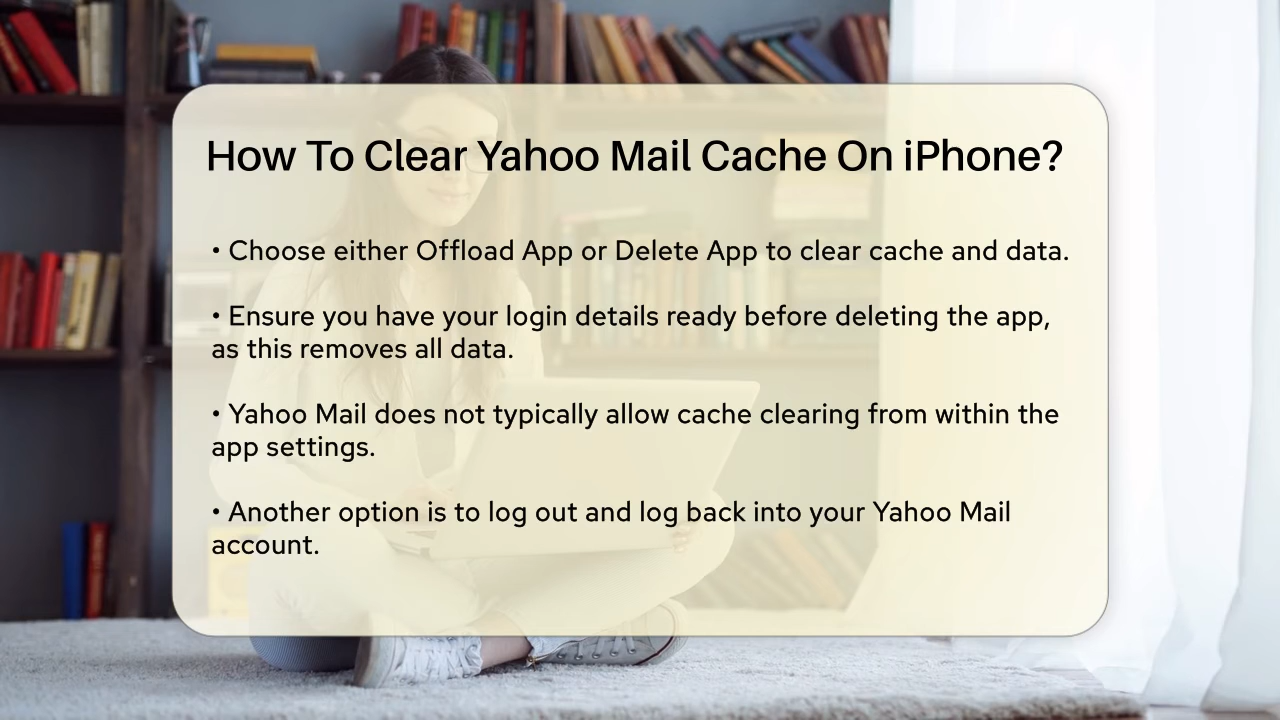 How To Clear Yahoo Mail Cache On iPhone?
• Choose either Offload App or Delete App to clear cache and data.
• Ensure you have your login details ready before deleting the app,
as this removes all data.
• Yahoo Mail does not typically allow cache clearing from within the
app settings.
• Another option is to log out and log back into your Yahoo Mail
account.